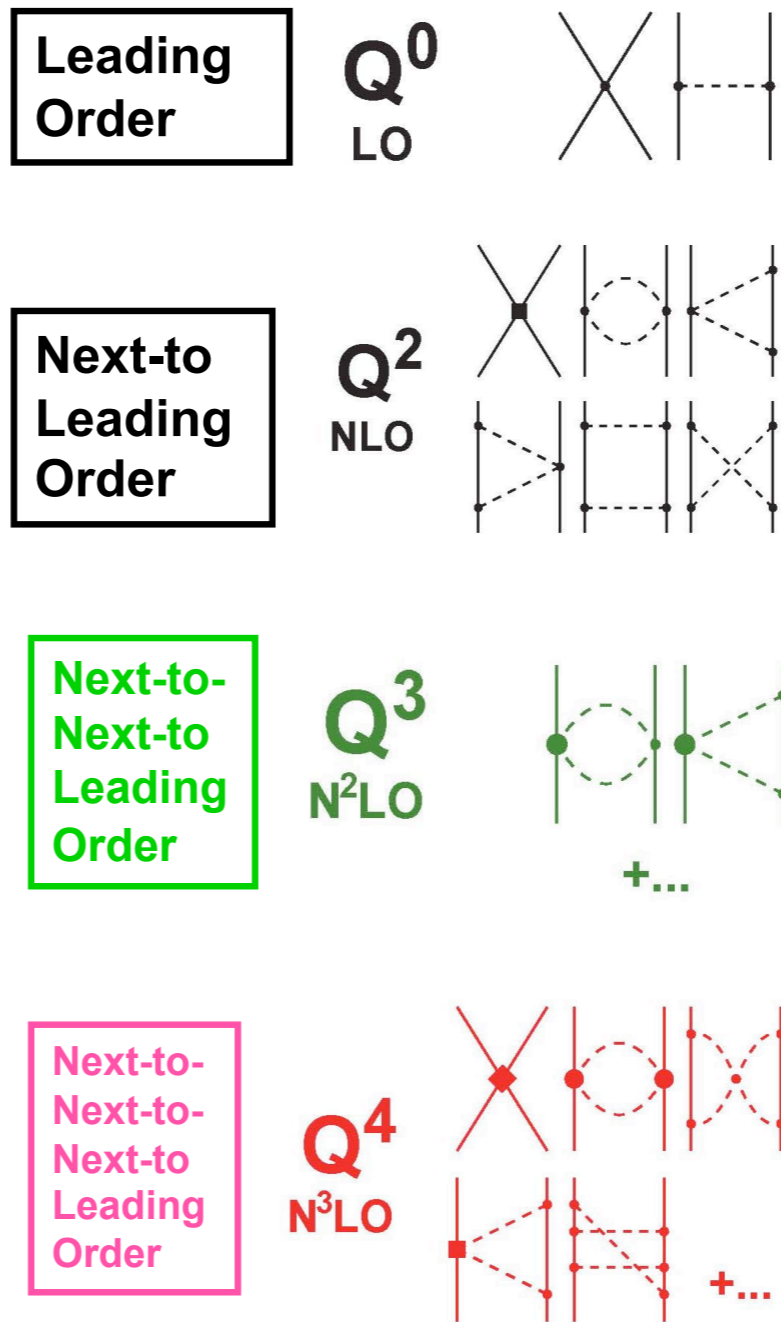 Leading
Order
Q⁰
LO
Next-to
Leading
Order
Q²
NLO
Next-to-
Next-to
Leading
Order
Q³
N²LO
+...
Next-to-
Next-to-
Next-to
Leading
Order
Q⁴
N³LO
+...